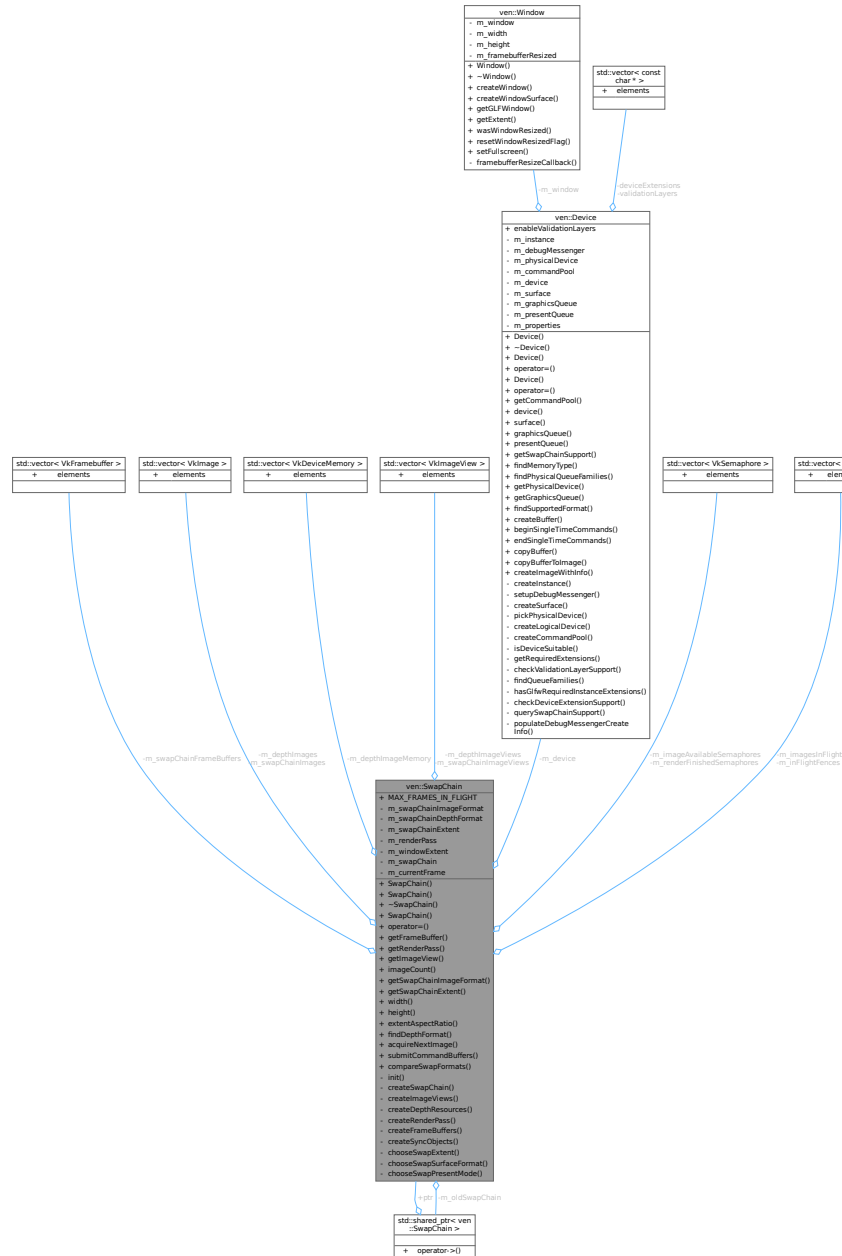 ven::Window
- m_window
- m_width
- m_height
- m_framebufferResized
+ Window()
+ ~Window()
+ createWindow()
+ createWindowSurface()
+ getGLFWindow()
+ getExtent()
+ wasWindowResized()
+ resetWindowResizedFlag()
+ setFullscreen()
- framebufferResizeCallback()
std::vector< const
char * >
+ elements
-m_window
-deviceExtensions
-validationLayers
ven::Device
+ enableValidationLayers
- m_instance
- m_debugMessenger
- m_physicalDevice
- m_commandPool
- m_device
- m_surface
- m_graphicsQueue
- m_presentQueue
- m_properties
+ Device()
+ ~Device()
+ Device()
+ operator=()
+ Device()
+ operator=()
+ getCommandPool()
+ device()
+ surface()
+ graphicsQueue()
+ presentQueue()
+ getSwapChainSupport()
+ findMemoryType()
+ findPhysicalQueueFamilies()
+ getPhysicalDevice()
+ getGraphicsQueue()
+ findSupportedFormat()
+ createBuffer()
+ beginSingleTimeCommands()
+ endSingleTimeCommands()
+ copyBuffer()
+ copyBufferToImage()
+ createImageWithInfo()
- createInstance()
- setupDebugMessenger()
- createSurface()
- pickPhysicalDevice()
- createLogicalDevice()
- createCommandPool()
- isDeviceSuitable()
- getRequiredExtensions()
- checkValidationLayerSupport()
- findQueueFamilies()
- hasGlfwRequiredInstanceExtensions()
- checkDeviceExtensionSupport()
- querySwapChainSupport()
- populateDebugMessengerCreate
Info()
std::vector< VkFramebuffer >
+ elements
std::vector< VkImage >
+ elements
std::vector< VkDeviceMemory >
+ elements
std::vector< VkImageView >
+ elements
std::vector< VkSemaphore >
+ elements
std::vector<
+ elem
-m_swapChainFrameBuffers
-m_depthImages
-m_swapChainImages
-m_depthImageMemory
-m_depthImageViews
-m_swapChainImageViews
-m_device
-m_imageAvailableSemaphores
-m_renderFinishedSemaphores
-m_imagesInFlight
-m_inFlightFences
ven::SwapChain
+ MAX_FRAMES_IN_FLIGHT
- m_swapChainImageFormat
- m_swapChainDepthFormat
- m_swapChainExtent
- m_renderPass
- m_windowExtent
- m_swapChain
- m_currentFrame
+ SwapChain()
+ SwapChain()
+ ~SwapChain()
+ SwapChain()
+ operator=()
+ getFrameBuffer()
+ getRenderPass()
+ getImageView()
+ imageCount()
+ getSwapChainImageFormat()
+ getSwapChainExtent()
+ width()
+ height()
+ extentAspectRatio()
+ findDepthFormat()
+ acquireNextImage()
+ submitCommandBuffers()
+ compareSwapFormats()
- init()
- createSwapChain()
- createImageViews()
- createDepthResources()
- createRenderPass()
- createFrameBuffers()
- createSyncObjects()
- chooseSwapExtent()
- chooseSwapSurfaceFormat()
- chooseSwapPresentMode()
+ptr
-m_oldSwapChain
std::shared_ptr< ven
::SwapChain >
+ operator->()